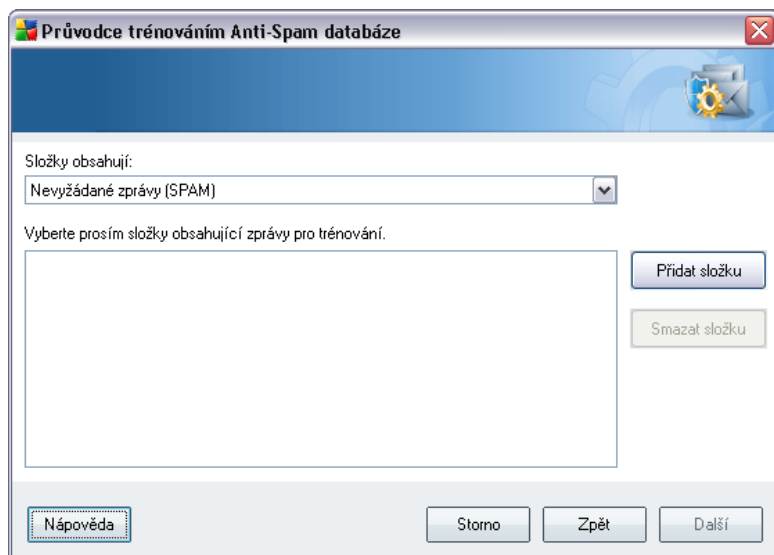 Průvodce trénováním Anti-Spam databáze
Složky obsahují:
Nevyžádané zprávy (SPAM)
Vyberte prosím složky obsahující zprávy pro trénování.
Přidat složku
Smazat složku
Nápověda
Storno
Zpět
Další